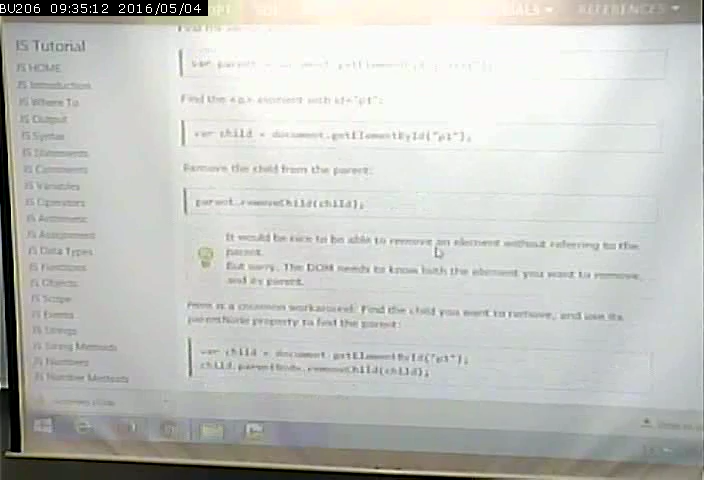 BU206 09:35:12 2016/05/04
REFERENCES
JS Tutorial
JS HOME
JS Introduction
JS Where To
JS Output
JS Syntax
JS Statements
JS Comments
JS Variables
JS Operators
JS Arithmetic
JS Assignment
JS Data Types
JS Functions
JS Objects
JS Scope
JS Events
JS Strings
JS String Methods
JS Numbers
JS Number Methods
var parent =
Find the <p> element with id="p1":
var child = document.getElementById("p1");
Remove the child from the parent:
parent.removeChild(child);
It would be nice to be able to remove an element without referring to the
parent.
But sorry. The DOM needs to know both the element you want to remove,
and its parent.
Here is a common workaround: Find the child you want to remove, and use its
parentNode property to find the parent:
var child = document.getElementById("p1");
child.parentNode.removeChild(child);